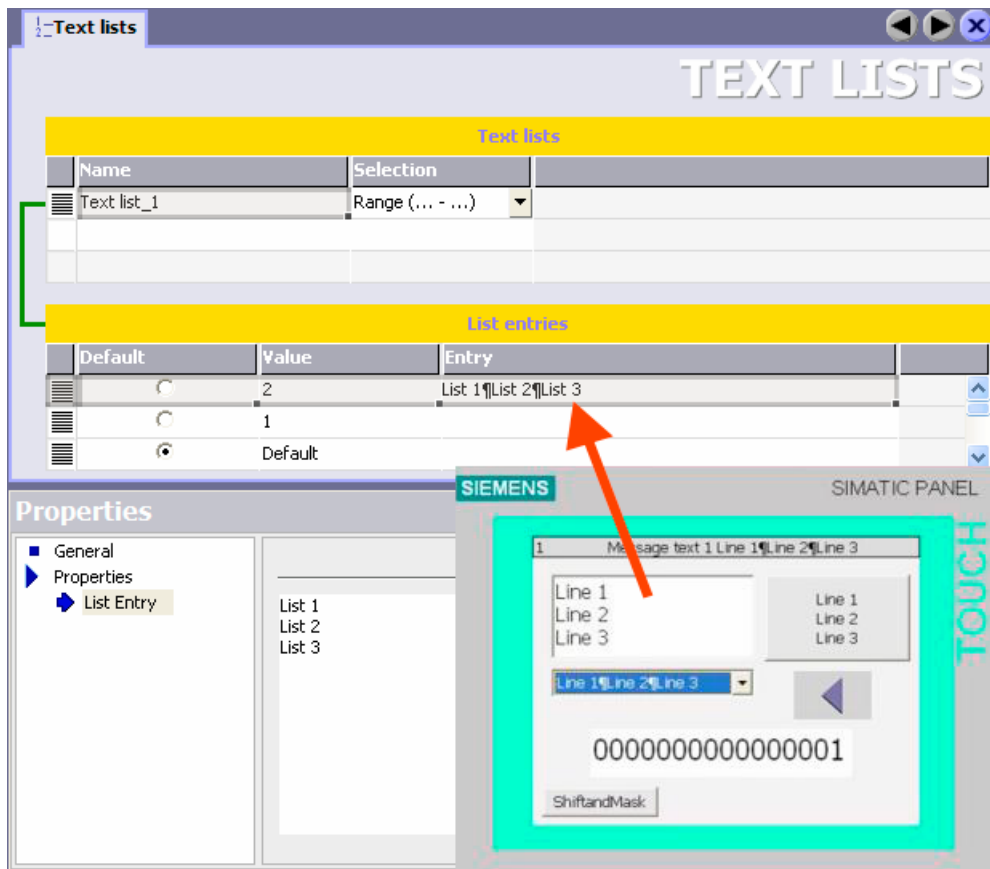 Text lists
TEXT LISTS
Text lists
Name Selection
Text list_1 Range (... - ...)
List entries
Default Value Entry
2 List 1¶List 2¶List 3
1
Default
Properties
General
Properties
List Entry
List 1
List 2
List 3
SIEMENS SIMATIC PANEL
TOUCH
1 Message text 1 Line 1¶Line 2¶Line 3
Line 1
Line 2
Line 3
Line 1
Line 2
Line 3
Line 1¶Line 2¶Line 3
0000000000000001
ShiftandMask